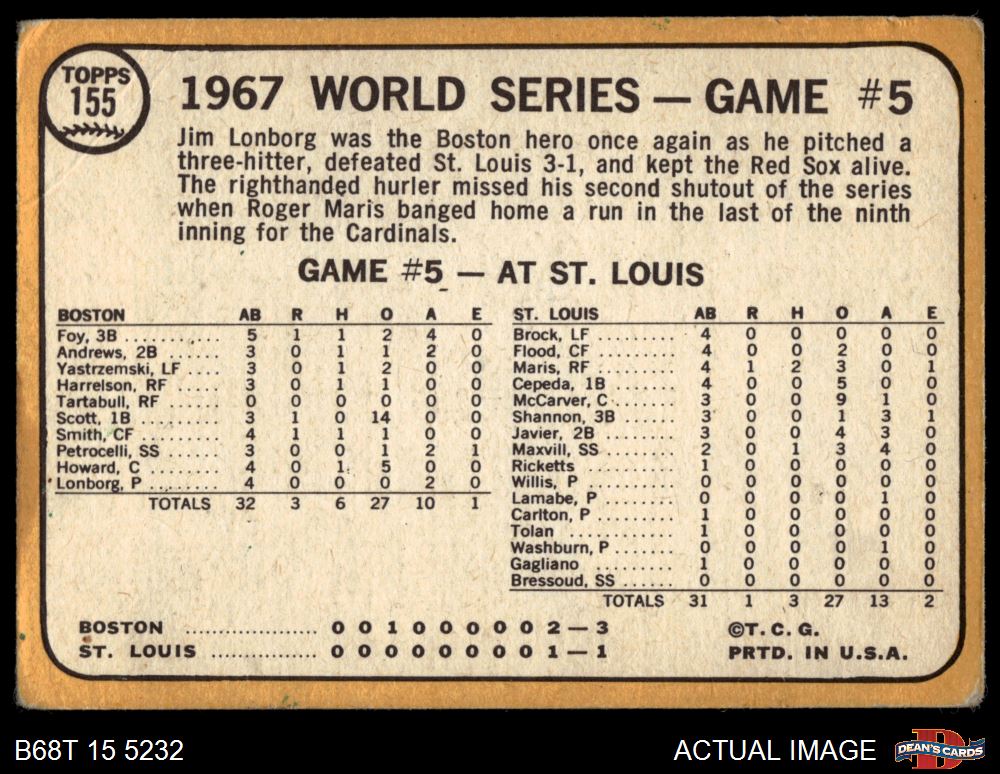 TOPPS
155
1967 WORLD SERIES — GAME #5
Jim Lonborg was the Boston hero once again as he pitched a
three-hitter, defeated St. Louis 3-1, and kept the Red Sox alive.
The righthanded hurler missed his second shutout of the series
when Roger Maris banged home a run in the last of the ninth
inning for the Cardinals.
GAME #5 — AT ST. LOUIS
BOSTON AB R H O A E
Foy, 3B .......... 5 1 1 2 4 0
Andrews, 2B ...... 3 0 1 1 2 0
Yastrzemski, LF .... 3 0 1 2 0 0
Harrelson, RF ..... 3 0 1 1 0 0
Tartabull, RF ..... 0 0 0 0 0 0
Scott, 1B ......... 3 1 0 14 0 0
Smith, CF ........ 4 1 1 1 0 0
Petrocelli, SS ..... 3 0 0 1 2 1
Howard, C ....... 4 0 1 5 0 0
Lonborg, P ....... 4 0 0 0 2 0
TOTALS 32 3 6 27 10 1
ST. LOUIS AB R H O A E
Brock, LF ......... 4 0 0 0 0 0
Flood, CF ......... 4 0 0 2 0 0
Maris, RF ......... 4 1 2 3 0 1
Cepeda, 1B ....... 4 0 0 5 0 0
McCarver, C ....... 3 0 0 9 1 0
Shannon, 3B ...... 3 0 0 1 3 1
Javier, 2B ........ 3 0 0 4 3 0
Maxvill, SS ........ 2 0 1 3 4 0
Ricketts ......... 1 0 0 0 0 0
Willis, P .......... 0 0 0 0 0 0
Lamabe, P ........ 0 0 0 0 1 0
Carlton, P ........ 1 0 0 0 0 0
Tolan ............ 1 0 0 0 0 0
Washburn, P ...... 0 0 0 0 1 0
Gagliano ......... 1 0 0 0 0 0
Bressoud, SS ...... 0 0 0 0 0 0
TOTALS 31 1 3 27 13 2
BOSTON ................ 0 0 1 0 0 0 0 0 2 — 3
ST. LOUIS ............. 0 0 0 0 0 0 0 0 1 — 1
©T. C. G.
PRTD. IN U.S.A.
B68T 15 5232
ACTUAL IMAGE
D
DEAN'S CARDS